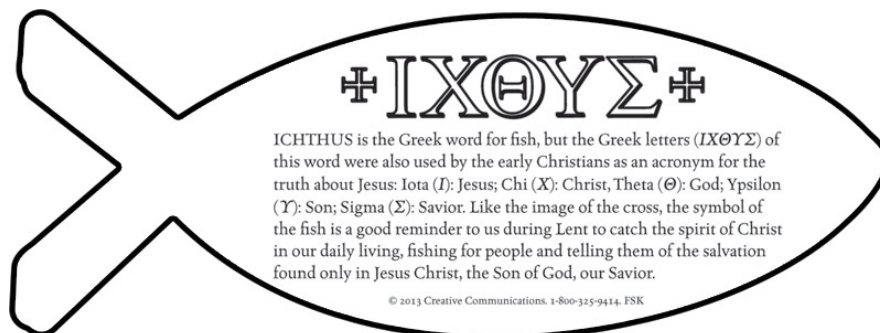 ✠ΙΧΘΥΣ✠
ICHTHUS is the Greek word for fish, but the Greek letters (ΙΧΘΥΣ) of
this word were also used by the early Christians as an acronym for the
truth about Jesus: Iota (Ι): Jesus; Chi (Χ): Christ, Theta (Θ): God; Ypsilon
(Υ): Son; Sigma (Σ): Savior. Like the image of the cross, the symbol of
the fish is a good reminder to us during Lent to catch the spirit of Christ
in our daily living, fishing for people and telling them of the salvation
found only in Jesus Christ, the Son of God, our Savior.
© 2013 Creative Communications. 1-800-325-9414. FSK